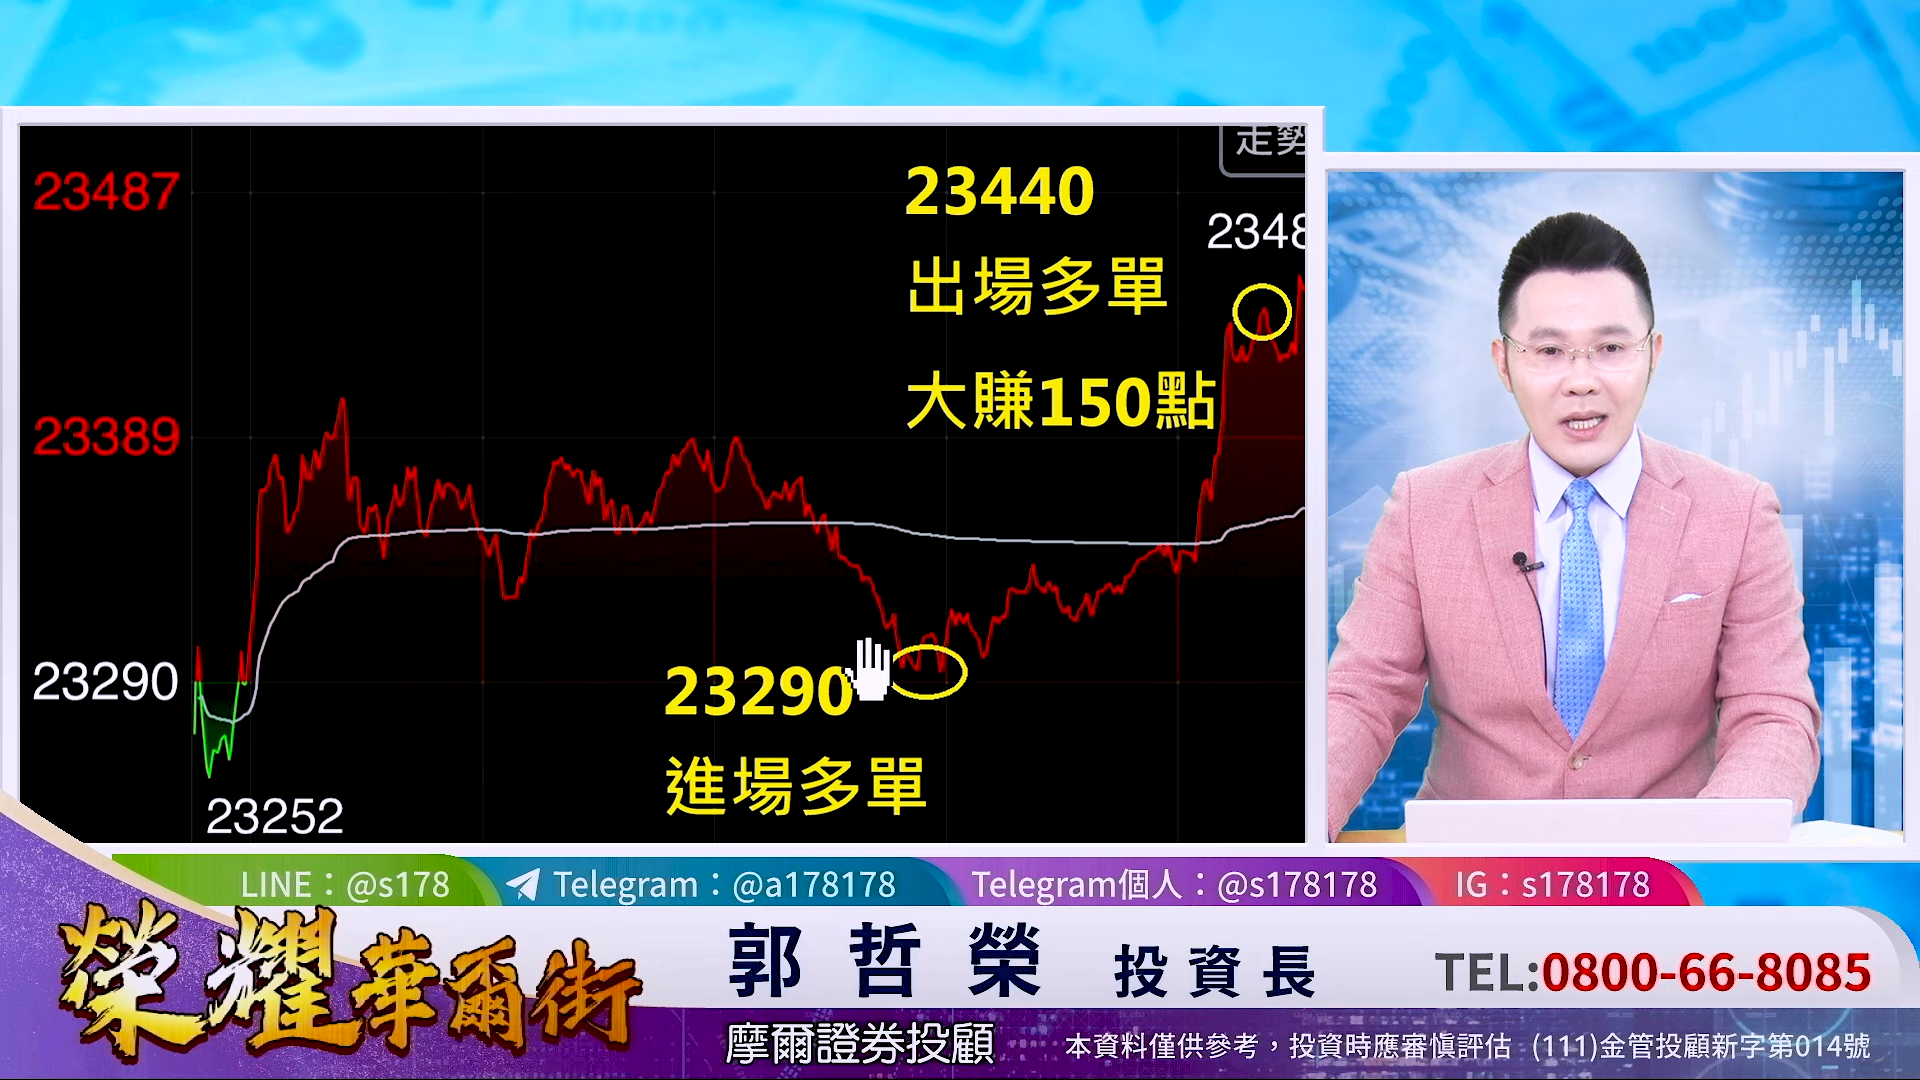 走勢
23487
23440
2348
出場多單
大賺150點
23389
23290
23290
進場多單
23252
LINE：@s178
Telegram：@a178178
Telegram個人：@s178178
IG：s178178
榮耀華爾街
郭哲榮 投資長
TEL:0800-66-8085
摩爾證券投顧
本資料僅供參考，投資時應審慎評估 (111)金管投顧新字第014號